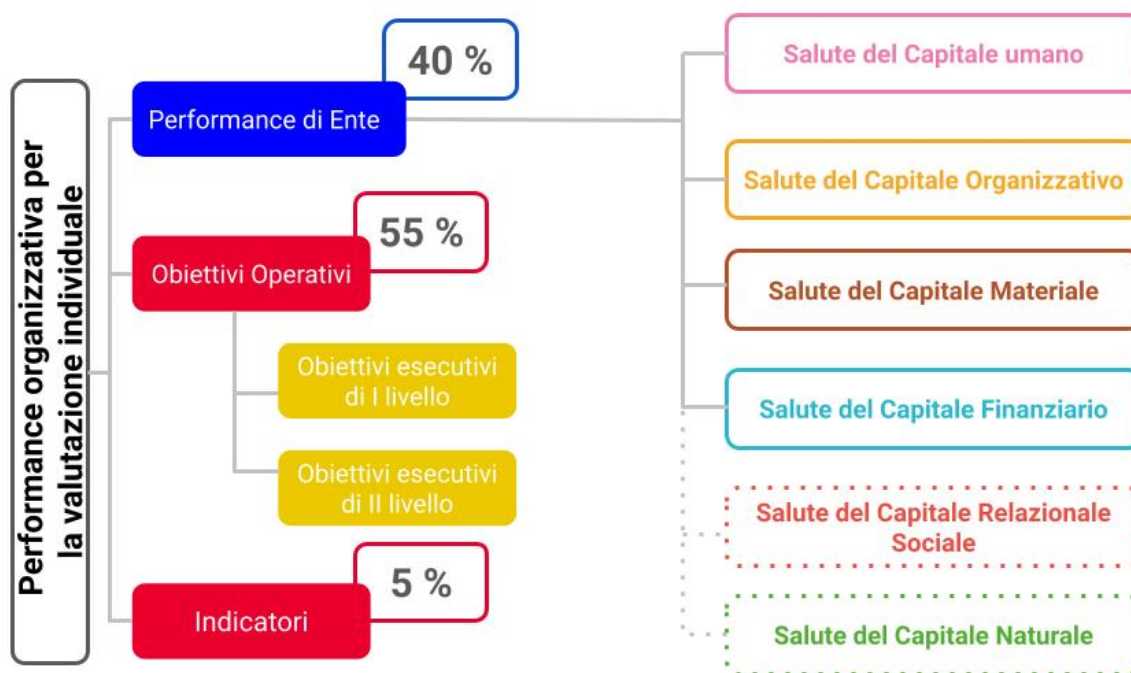 Performance organizzativa per
la valutazione individuale
40 %
Performance di Ente
55 %
Obiettivi Operativi
Obiettivi esecutivi
di I livello
Obiettivi esecutivi
di II livello
5 %
Indicatori
Salute del Capitale umano
Salute del Capitale Organizzativo
Salute del Capitale Materiale
Salute del Capitale Finanziario
Salute del Capitale Relazionale
Sociale
Salute del Capitale Naturale